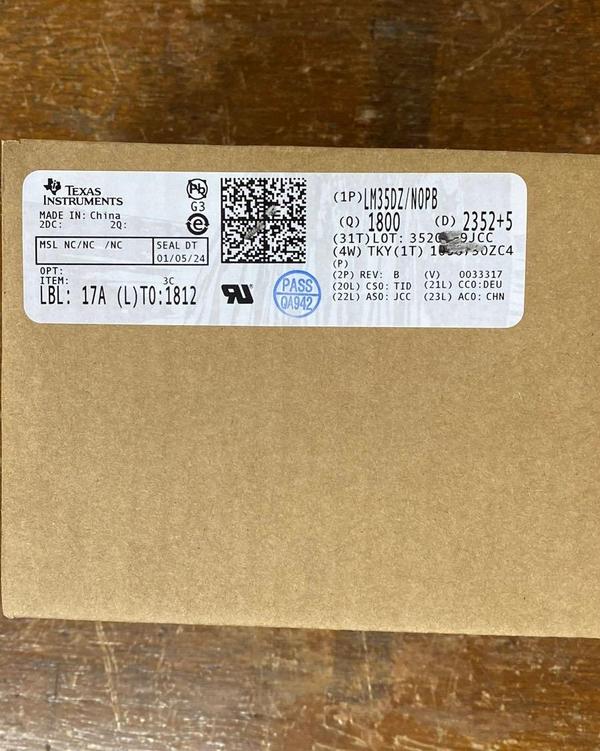 TEXAS
INSTRUMENTS
MADE IN: China
2DC: 2Q:
MSL NC/NC /NC
SEAL DT
01/05/24
OPT:
ITEM: 3C
LBL: 17A (L)TO:1812
Pb
G3
e
PASS
QA942
(1P)LM35DZ/NOPB
(Q) 1800 (D) 2352+5
(31T)LOT:
(4W) TKY(1T)
(P)
(2P) REV: B (V) 0033317
(20L) CSO: TID (21L) CCO:DEU
(22L) ASO: JCC (23L) ACO: CHN